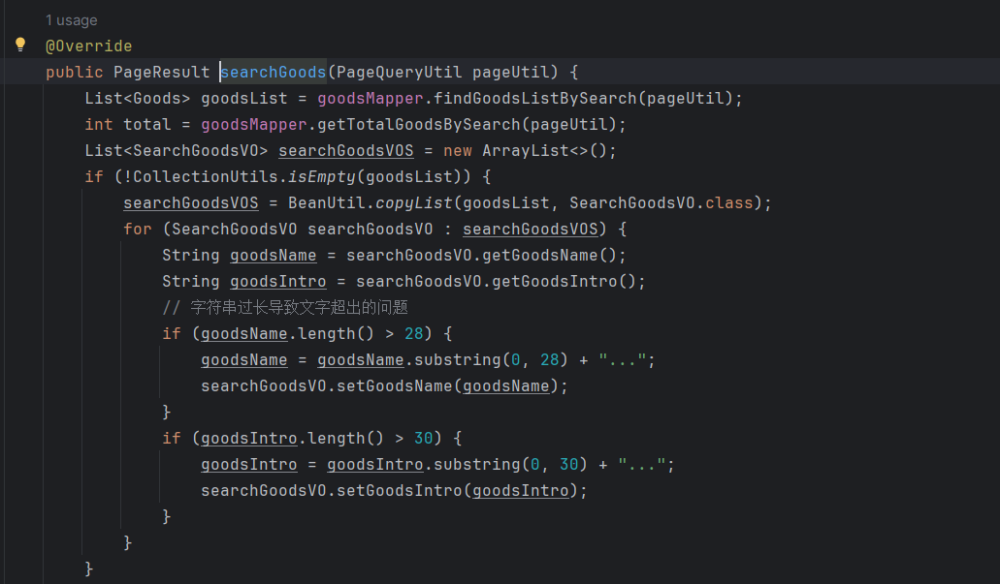 1 usage
@Override
public PageResult searchGoods(PageQueryUtil pageUtil) {
List<Goods> goodsList = goodsMapper.findGoodsListBySearch(pageUtil);
int total = goodsMapper.getTotalGoodsBySearch(pageUtil);
List<SearchGoodsVO> searchGoodsVOS = new ArrayList<>();
if (!CollectionUtils.isEmpty(goodsList)) {
searchGoodsVOS = BeanUtil.copyList(goodsList, SearchGoodsVO.class);
for (SearchGoodsVO searchGoodsVO : searchGoodsVOS) {
String goodsName = searchGoodsVO.getGoodsName();
String goodsIntro = searchGoodsVO.getGoodsIntro();
// 字符串过长导致文字超出的问题
if (goodsName.length() > 28) {
goodsName = goodsName.substring(0, 28) + "...";
searchGoodsVO.setGoodsName(goodsName);
}
if (goodsIntro.length() > 30) {
goodsIntro = goodsIntro.substring(0, 30) + "...";
searchGoodsVO.setGoodsIntro(goodsIntro);
}
}
}